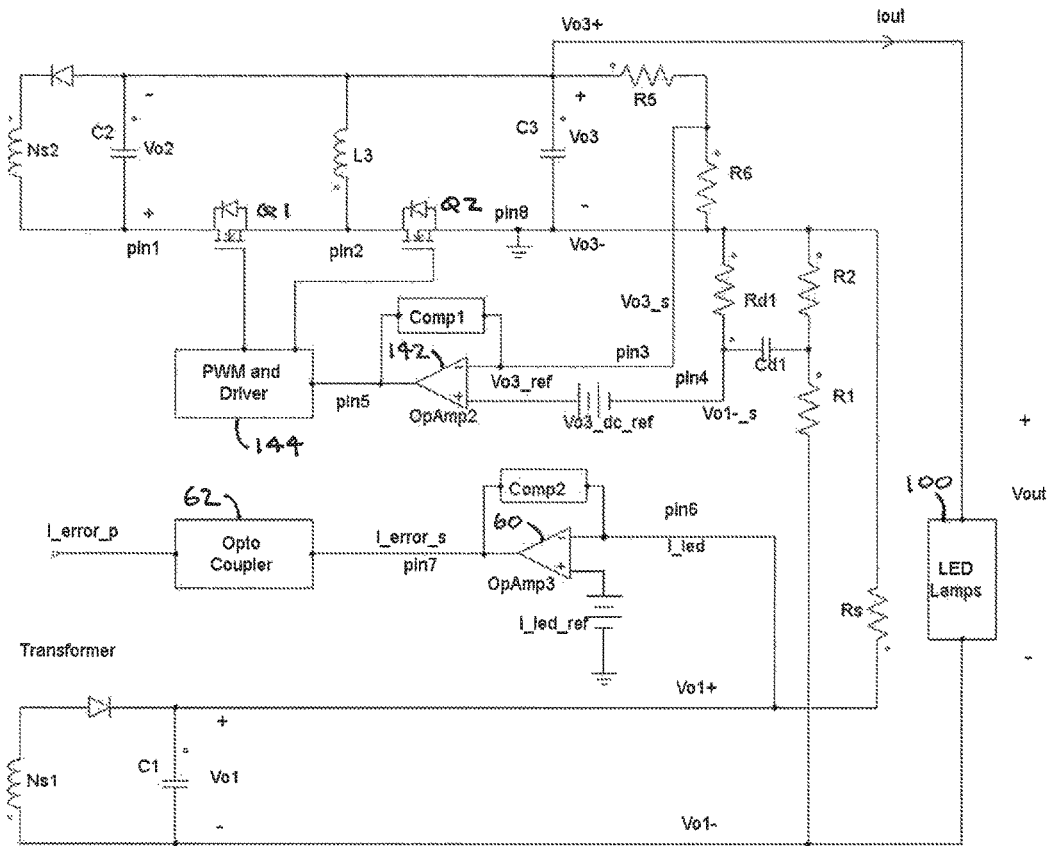 Vo3+
Iout
R5
C2
Vo2
-
+
Ns2
L3
C3
+
Vo3
-
R6
Q1
Q2
pin1
pin2
pin8
Vo3-
Rd1
R2
Vo3_s
Comp1
142
PWM and
Driver
pin5
OpAmp2
Vo3_ref
pin3
pin4
Cd1
R1
Vo3_dc_ref
Vo1-_s
144
62
Comp2
60
pin6
I_led
100
+
Vout
-
I_error_p
Opto
Coupler
I_error_s
pin7
OpAmp3
I_led_ref
LED
Lamps
Rs
Transformer
Vo1+
Ns1
C1
+
Vo1
-
Vo1-